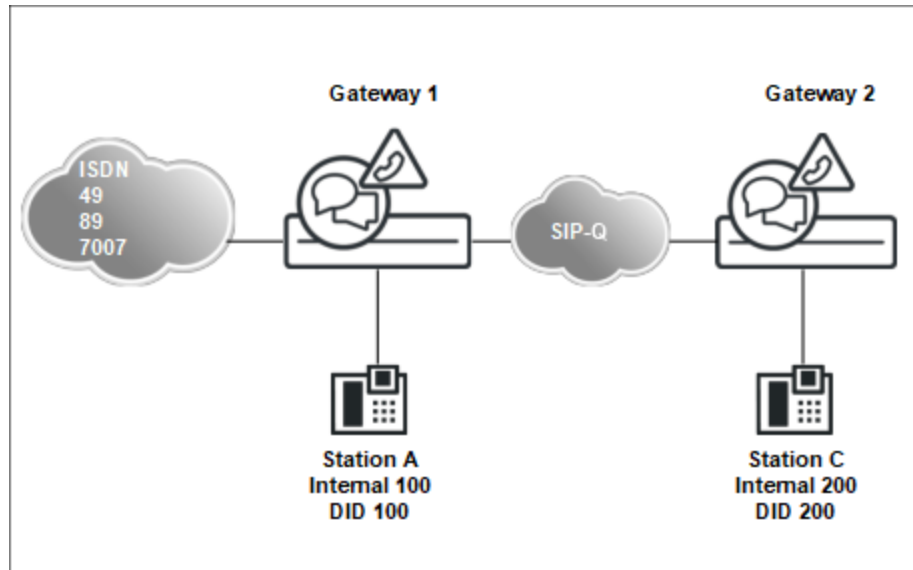 Gateway 1
Gateway 2
ISDN
49
89
7007
SIP-Q
Station A
Internal 100
DID 100
Station C
Internal 200
DID 200